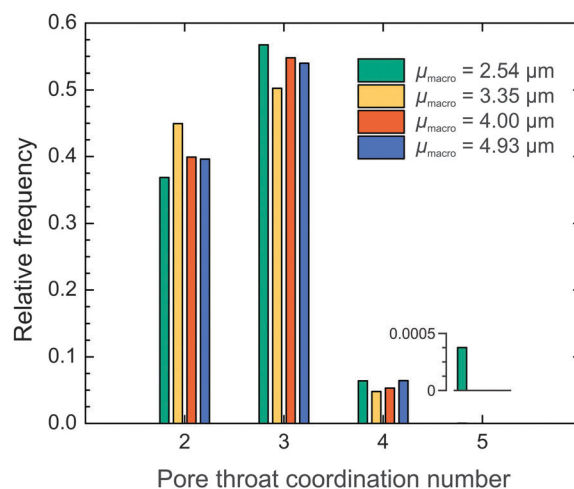 0.6
0.5
0.4
0.3
0.2
0.1
0.0
Relative frequency
μmacro = 2.54 μm
μmacro = 3.35 μm
μmacro = 4.00 μm
μmacro = 4.93 μm
0.0005
0
2 3 4 5
Pore throat coordination number